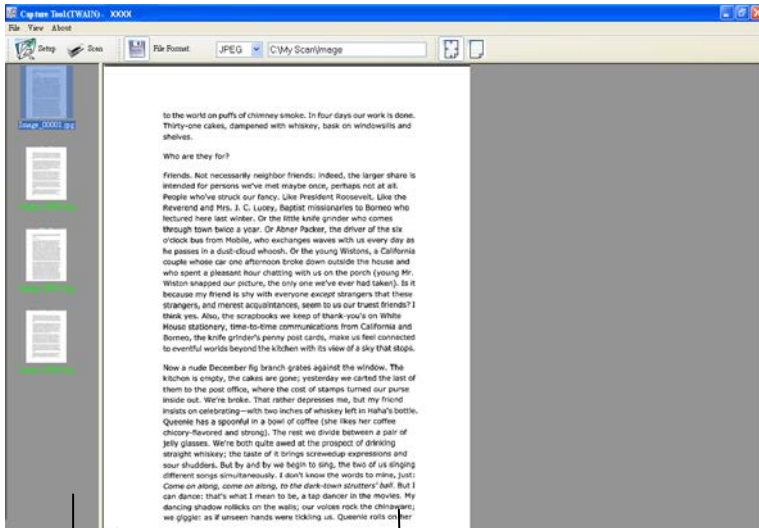 Capture Tool(TWAIN) - XXXX
File View About
Setup Scan File Format JPEG C:\My Scan\Image
Image_00001.jpg
to the world on puffs of chimney smoke. In four days our work is done.
Thirty-one cakes, dampened with whiskey, bask on windowsills and
shelves.
Who are they for?
Friends. Not necessarily neighbor friends: indeed, the larger share is
intended for persons we've met maybe once, perhaps not at all.
People who've struck our fancy. Like President Roosevelt. Like the
Reverend and Mrs. J. C. Lucey, Baptist missionaries to Borneo who
lectured here last winter. Or the little knife grinder who comes
through town twice a year. Or Abner Packer, the driver of the six
o'clock bus from Mobile, who exchanges waves with us every day as
he passes in a dust-cloud whoosh. Or the young Wistons, a California
couple whose car one afternoon broke down outside the house and
who spent a pleasant hour chatting with us on the porch (young Mr.
Wiston snapped our picture, the only one we've ever had taken). Is it
because my friend is shy with everyone except strangers that these
strangers, and merest acquaintances, seem to us our truest friends? I
think yes. Also, the scrapbooks we keep of thank-you's on White
House stationery, time-to-time communications from California and
Borneo, the knife grinder's penny post cards, make us feel connected
to eventful worlds beyond the kitchen with its view of a sky that stops.
Now a nude December fig branch grates against the window. The
kitchen is empty, the cakes are gone; yesterday we carted the last of
them to the post office, where the cost of stamps turned our purse
inside out. We're broke. That rather depresses me, but my friend
insists on celebrating—with two inches of whiskey left in Haha's bottle.
Queenie has a spoonful in a bowl of coffee (she likes her coffee
chicory-flavored and strong). The rest we divide between a pair of
jelly glasses. We're both quite awed at the prospect of drinking
straight whiskey; the taste of it brings screwedup expressions and
sour shudders. But by and by we begin to sing, the two of us singing
different songs simultaneously. I don't know the words to mine, just:
Come on along, come on along, to the dark-town strutters' ball. But I
can dance: that's what I mean to be, a tap dancer in the movies. My
dancing shadow rollicks on the walls; our voices rock the chinaware;
we giggle: as if unseen hands were tickling us. Queenie rolls on her